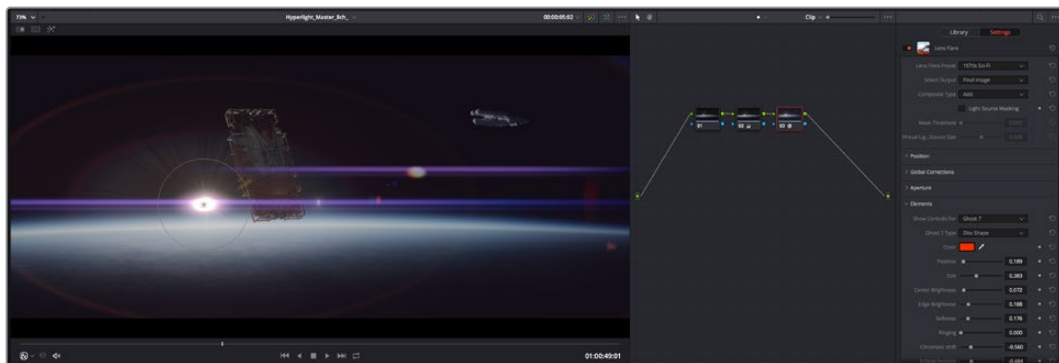 73%
Hyperlight_Master_8ch_
00:00:05:02
Clip
Library
Settings
Lens Flare
Lens Flare Preset
1970s Sci-Fi
Select Output
Final Image
Composite Type
Add
Light Source Masking
Mask Threshold
Position
Global Corrections
Aperture
Elements
Show Controls For
Ghost 7
Ghost 7 Type
Disc Shape
Color
Position
0.189
Size
0.383
Center Brightness
0.072
Edge Brightness
0.168
Softness
0.176
Ringing
0.000
Chromatic Shift
-0.560
01
02
03
01:00:49:01